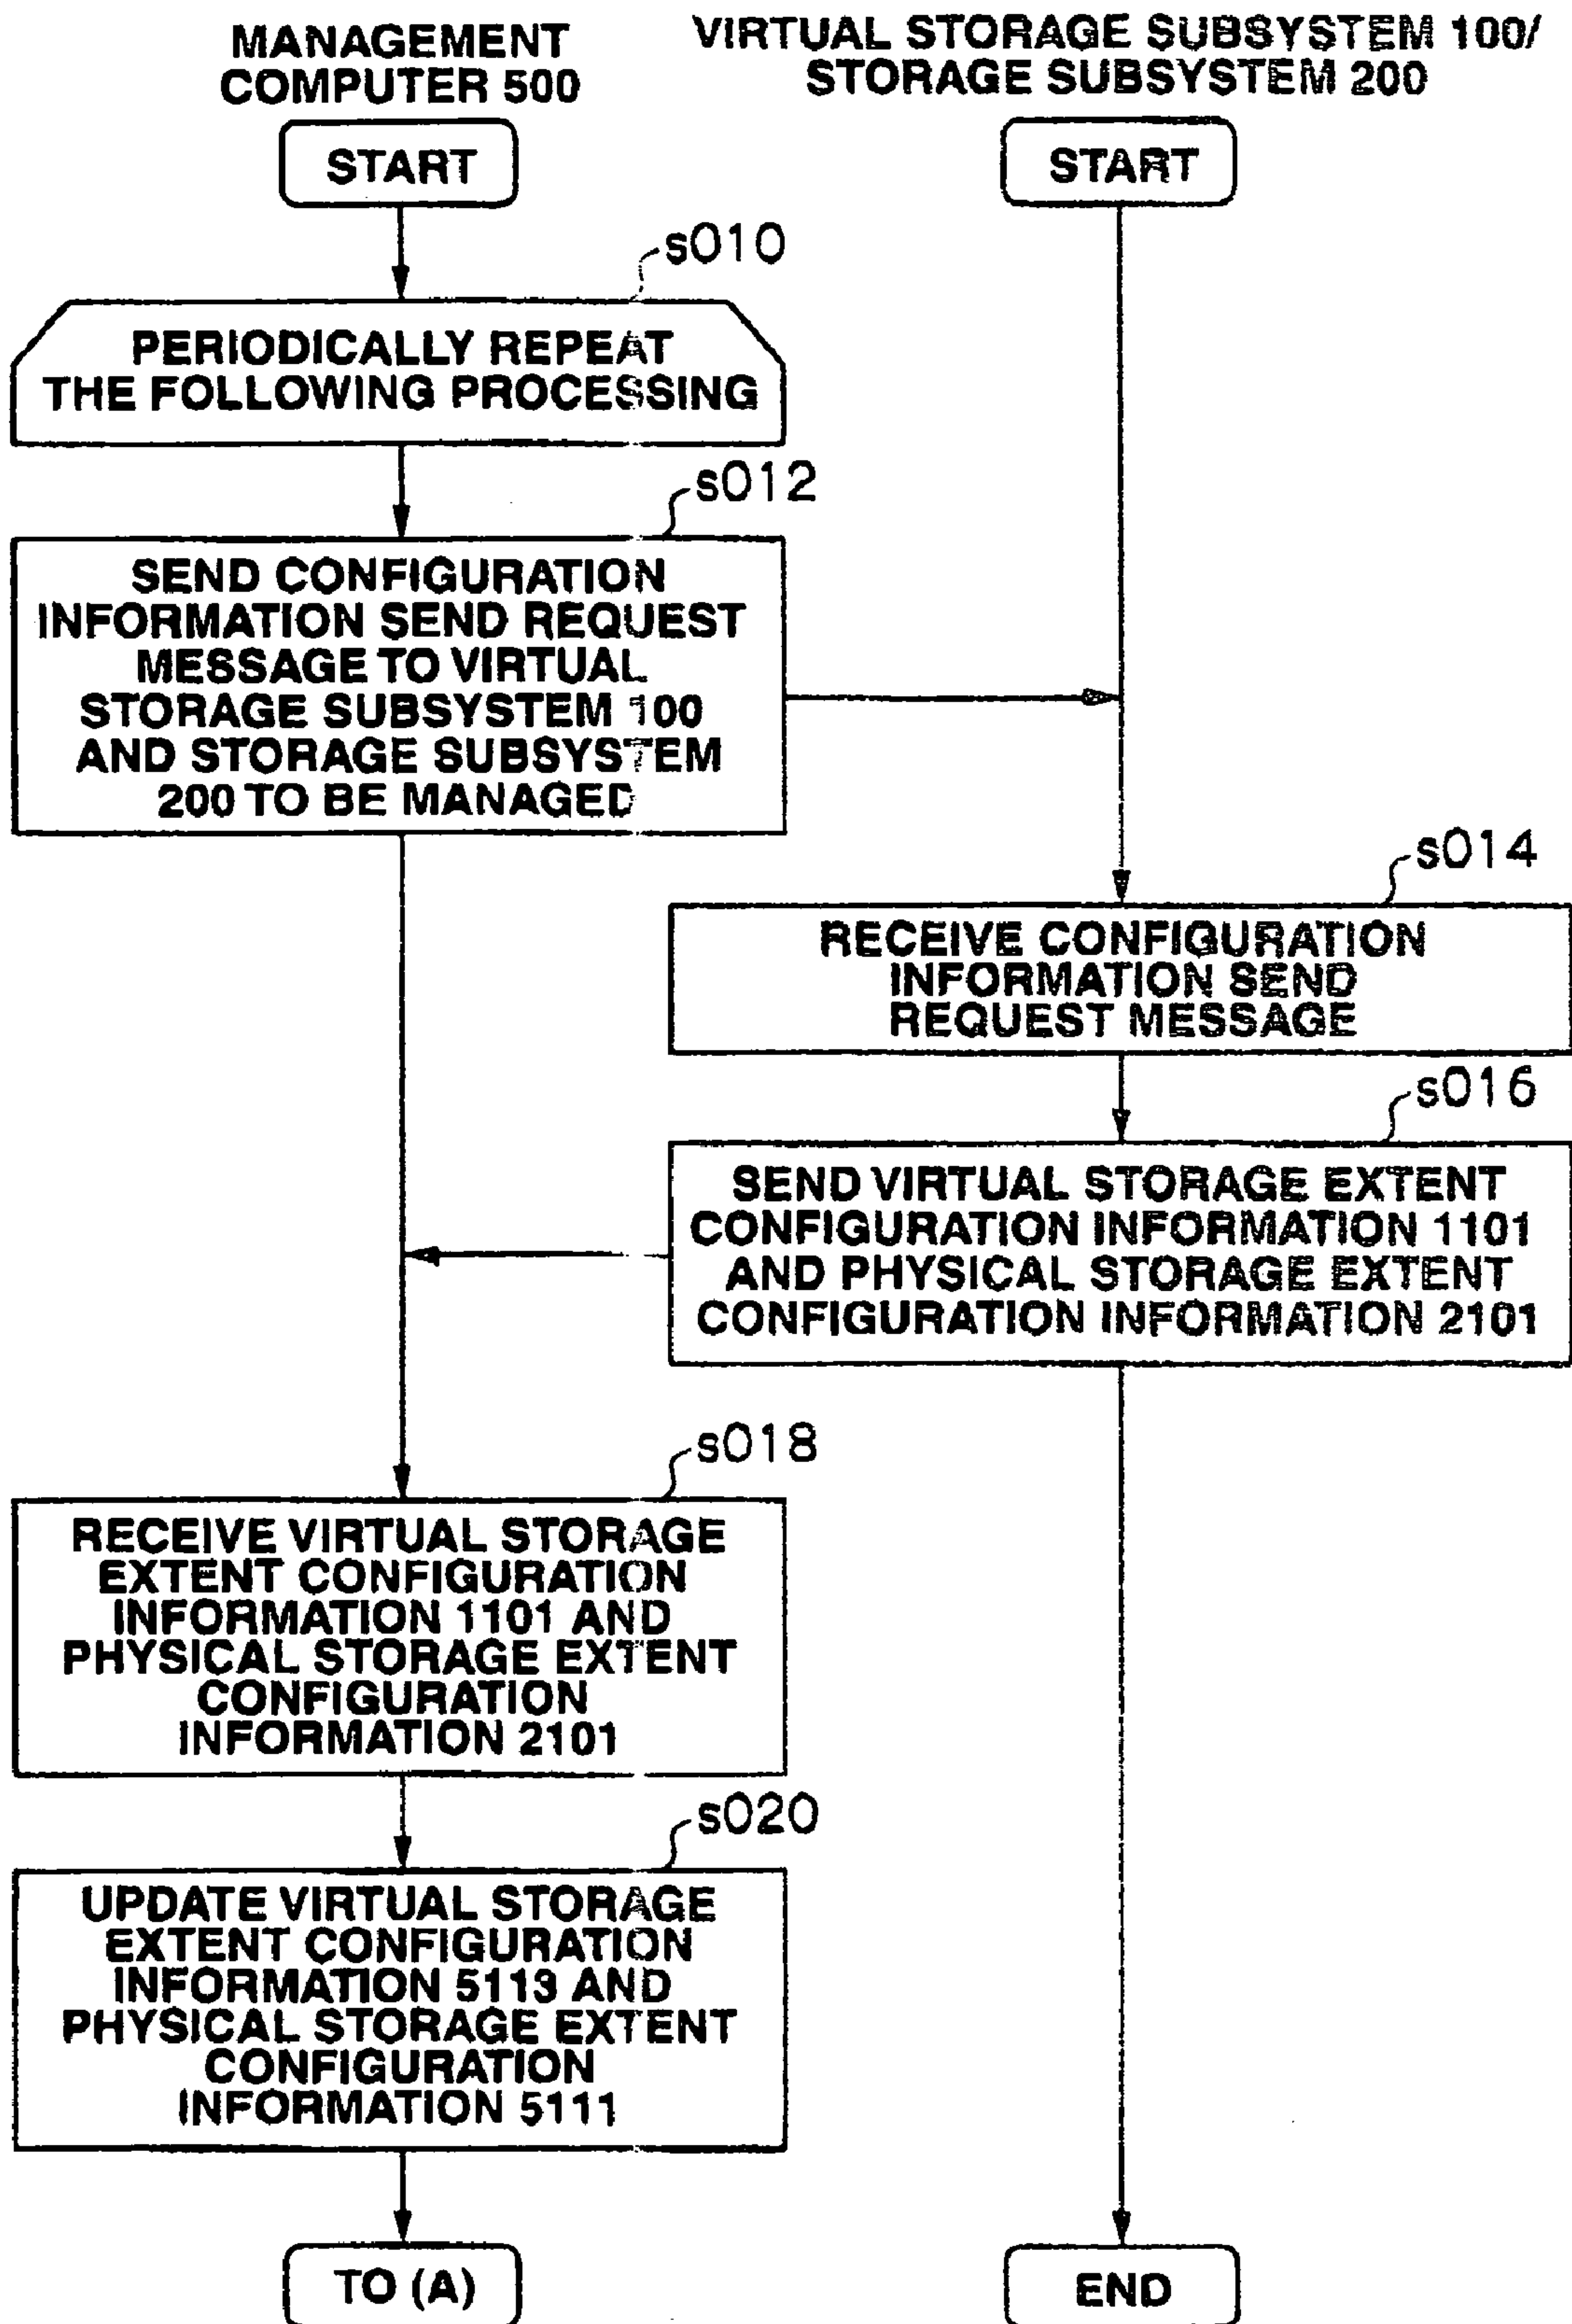 MANAGEMENT
COMPUTER 500
VIRTUAL STORAGE SUBSYSTEM 100/
STORAGE SUBSYSTEM 200
START
START
s010
PERIODICALLY REPEAT
THE FOLLOWING PROCESSING
s012
SEND CONFIGURATION
INFORMATION SEND REQUEST
MESSAGE TO VIRTUAL
STORAGE SUBSYSTEM 100
AND STORAGE SUBSYSTEM
200 TO BE MANAGED
s014
RECEIVE CONFIGURATION
INFORMATION SEND
REQUEST MESSAGE
s016
SEND VIRTUAL STORAGE EXTENT
CONFIGURATION INFORMATION 1101
AND PHYSICAL STORAGE EXTENT
CONFIGURATION INFORMATION 2101
s018
RECEIVE VIRTUAL STORAGE
EXTENT CONFIGURATION
INFORMATION 1101 AND
PHYSICAL STORAGE EXTENT
CONFIGURATION
INFORMATION 2101
s020
UPDATE VIRTUAL STORAGE
EXTENT CONFIGURATION
INFORMATION 5113 AND
PHYSICAL STORAGE EXTENT
CONFIGURATION
INFORMATION 5111
TO (A)
END